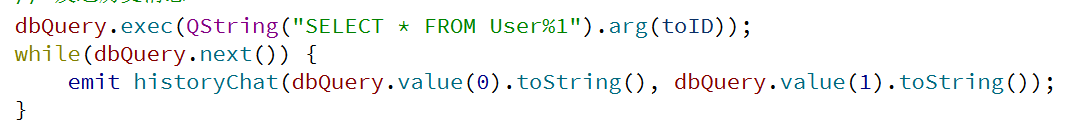 dbQuery.exec(QString("SELECT * FROM User%1").arg(toID));
while(dbQuery.next()) {
    emit historyChat(dbQuery.value(0).toString(), dbQuery.value(1).toString());
}